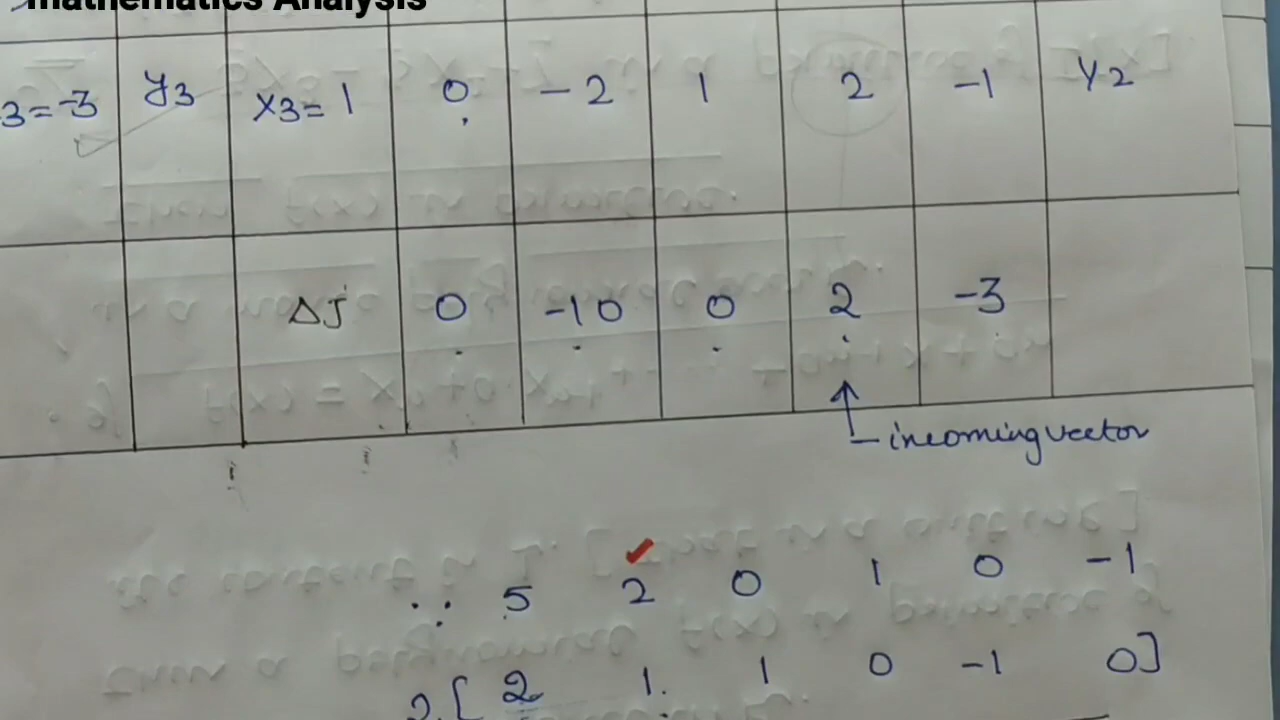 Mathematics Analysis
3=-3 y3 x3=1 0 -2 1 2 -1 Y2
Δj 0 -10 0 2 -3
incoming vector
∴ 5 2 0 1 0 -1
2[ 2 1. 1 0 -1 0]